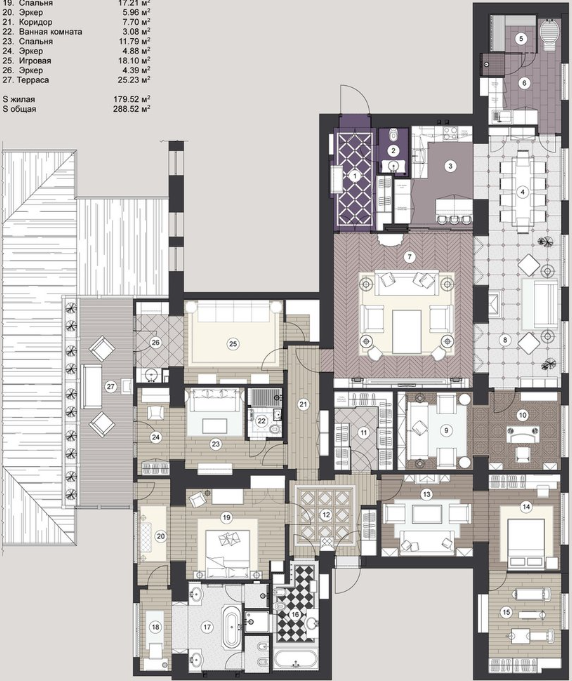 19. Спальня 17.21 м²
20. Эркер 5.96 м²
21. Коридор 7.70 м²
22. Ванная комната 3.08 м²
23. Спальня 11.79 м²
24. Эркер 4.88 м²
25. Игровая 18.10 м²
26. Эркер 4.39 м²
27. Терраса 25.23 м²
S жилая 179.52 м²
S общая 288.52 м²
5
6
2
1
3
4
7
8
26
25
27
21
10
9
11
22
23
24
13
14
12
19
20
15
16
17
18